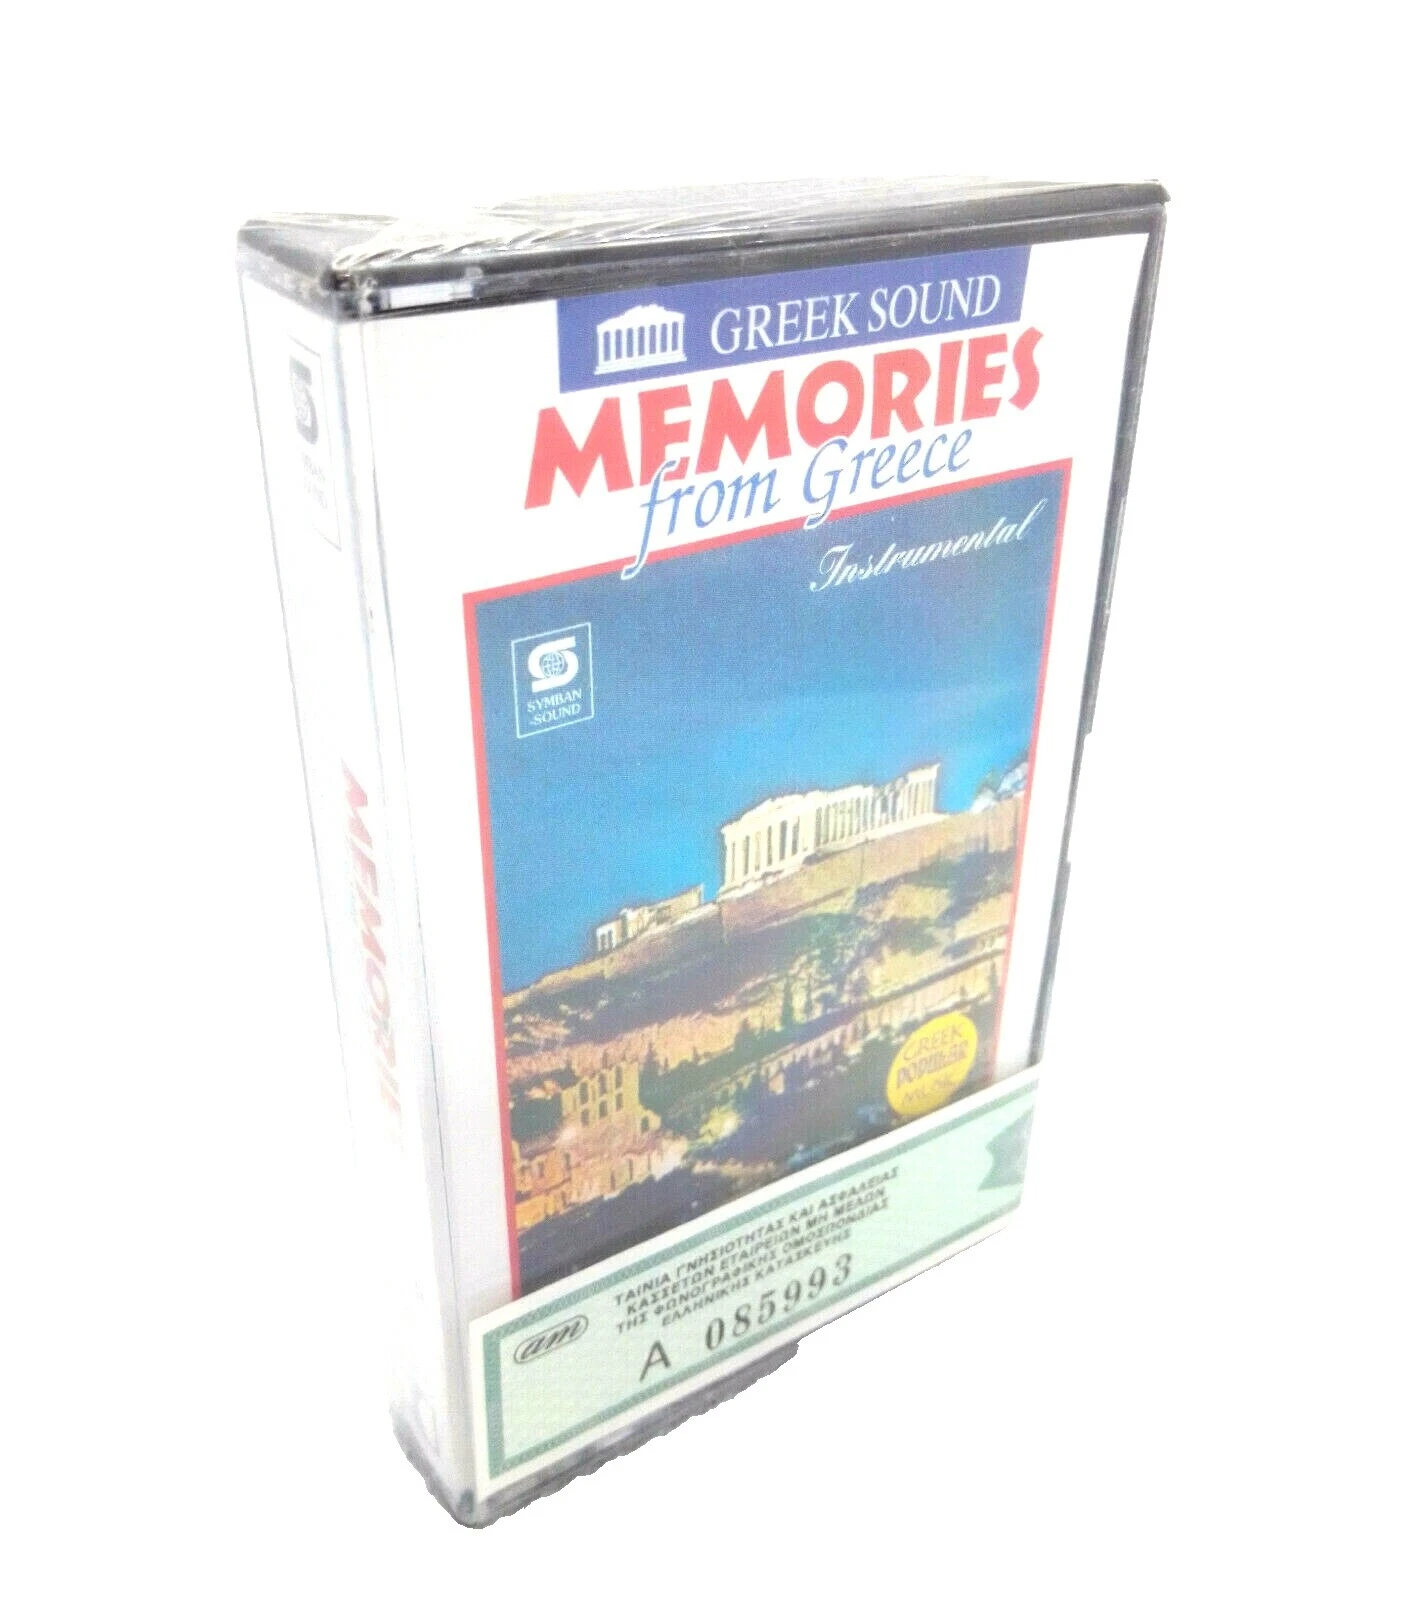 GREEK SOUND
MEMORIES
from Greece
Instrumental
S
SYMBAN
-SOUND
GREEK
POPULAR
MUSIC
ΤΑΙΝΙΑ ΓΝΗΣΙΟΤΗΤΑΣ ΚΑΙ ΑΣΦΑΛΕΙΑΣ
ΚΑΣΣΕΤΩΝ ΕΤΑΙΡΕΙΩΝ ΜΗ ΜΕΛΩΝ
ΤΗΣ ΦΩΝΟΓΡΑΦΙΚΗΣ ΟΜΟΣΠΟΝΔΙΑΣ
ΕΛΛΗΝΙΚΗΣ ΚΑΤΑΣΚΕΥΗΣ
am
A 085993
MEMORIE